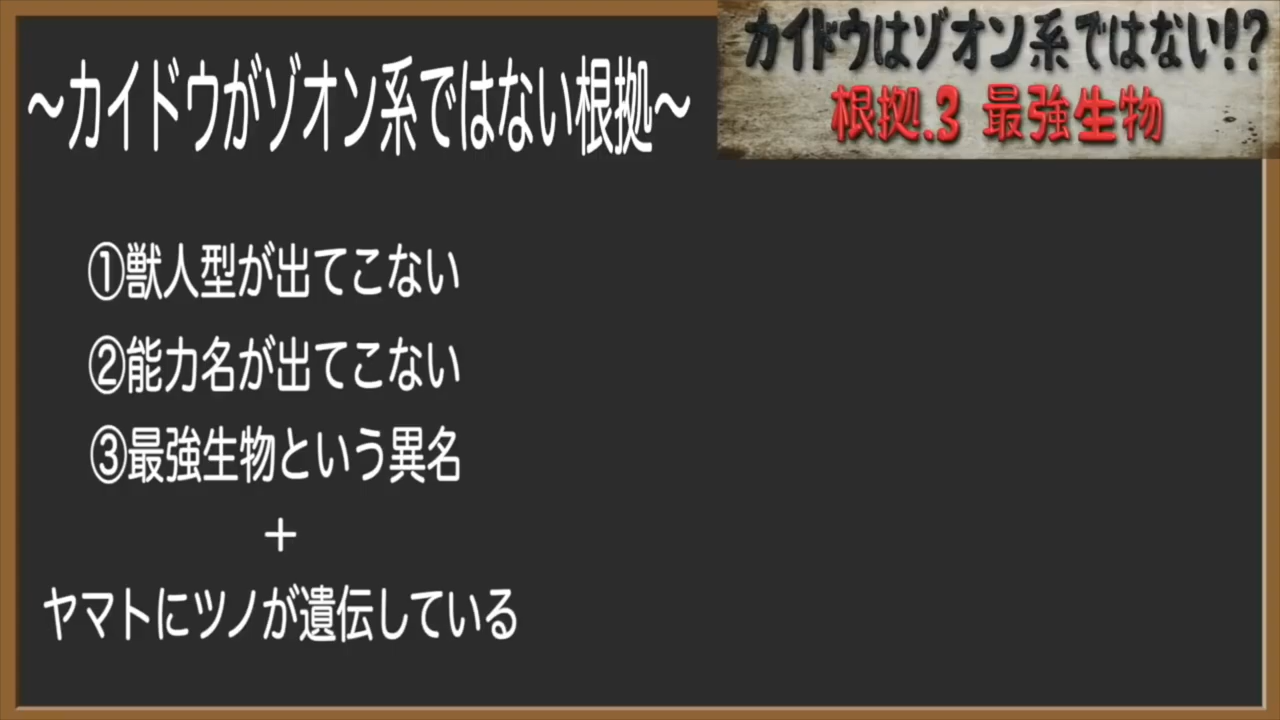 ~カイドウがゾオン系ではない根拠~
カイドウはゾオン系ではない!?
根拠.3 最強生物
①獣人型が出てこない
②能力名が出てこない
③最強生物という異名
+
ヤマトにツノが遺伝している